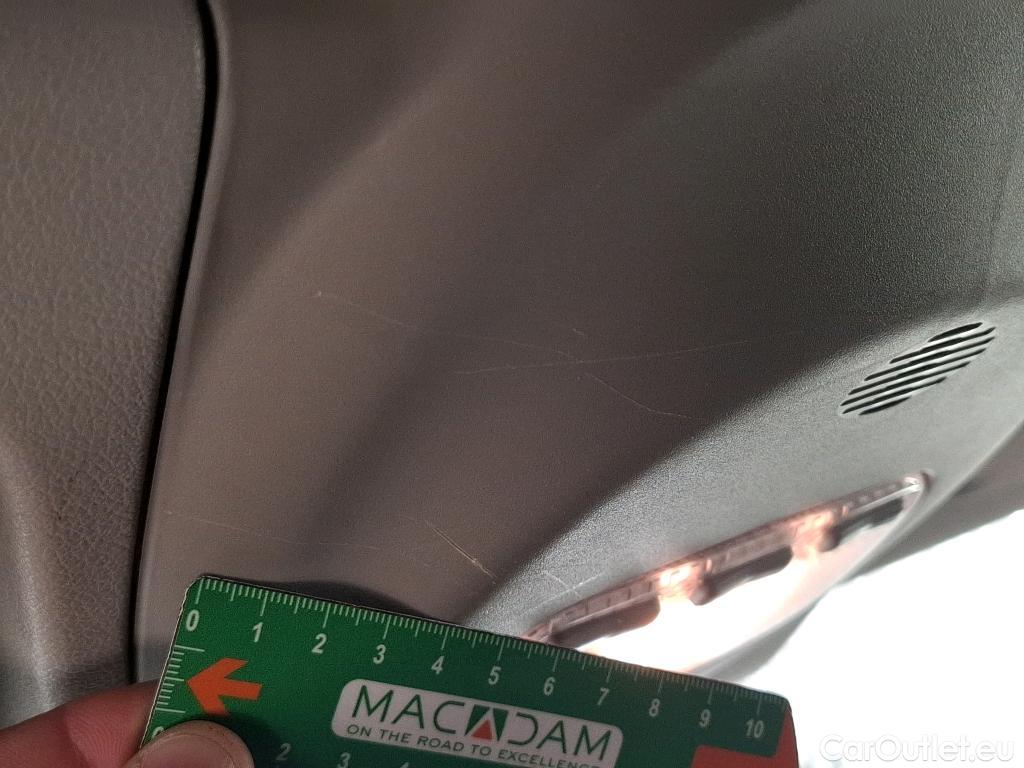 0 1 2 3 4 5 6 7 8 9 10
MACADAM
ON THE ROAD TO EXCELLENCE
2 3
CarOutlet.eu